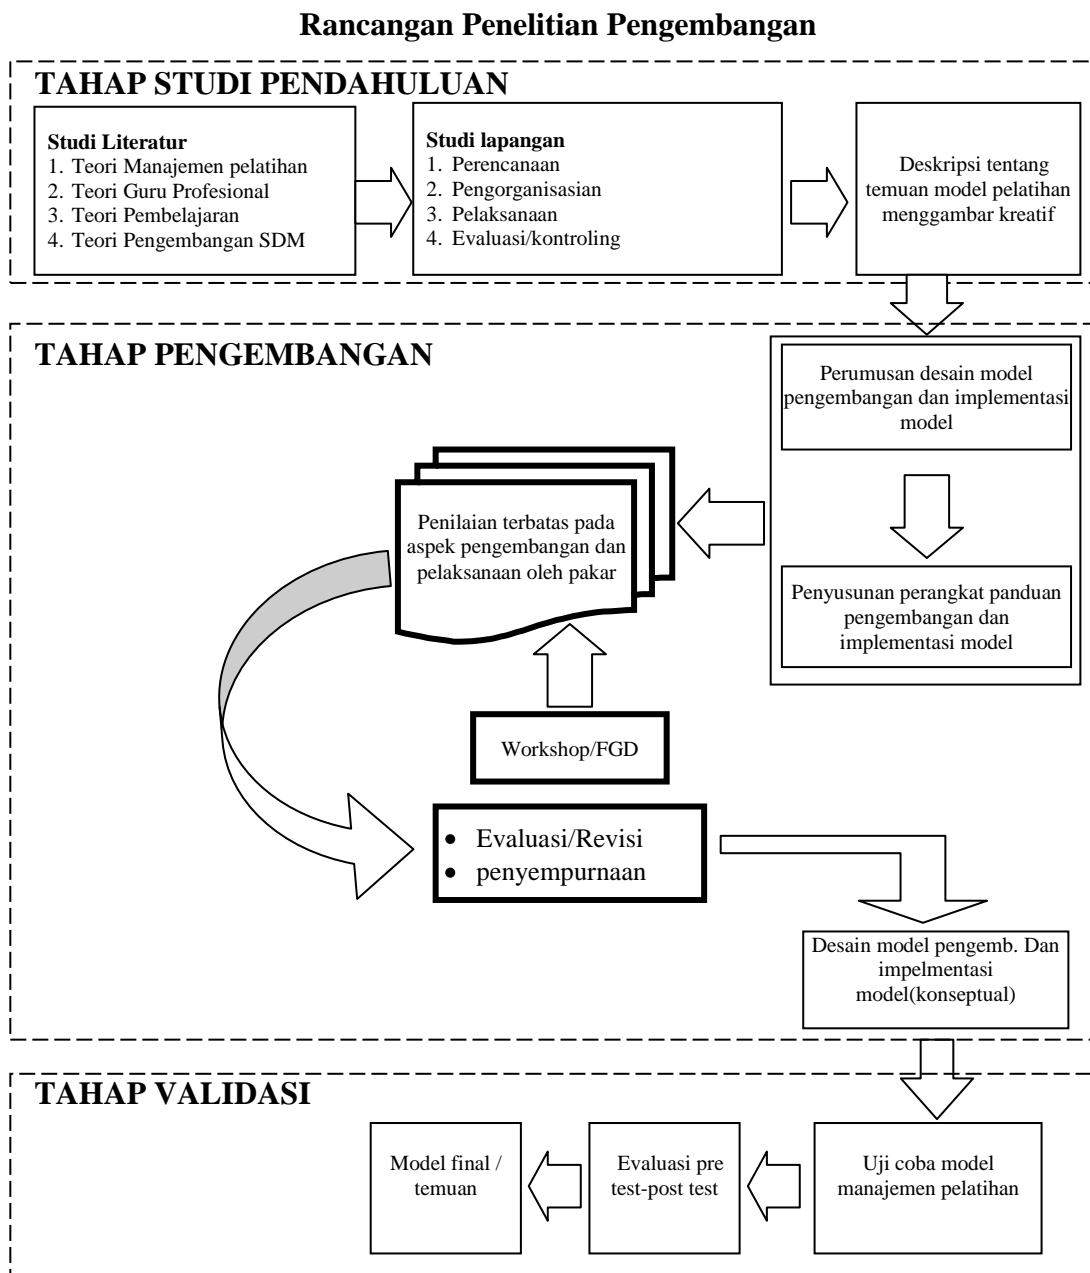 Rancangan Penelitian Pengembangan
TAHAP STUDI PENDAHULUAN
Studi Literatur
1. Teori Manajemen pelatihan
2. Teori Guru Profesional
3. Teori Pembelajaran
4. Teori Pengembangan SDM
Studi lapangan
1. Perencanaan
2. Pengorganisasian
3. Pelaksanaan
4. Evaluasi/kontroling
Deskripsi tentang
temuan model pelatihan
menggambar kreatif
TAHAP PENGEMBANGAN
Perumusan desain model
pengembangan dan implementasi
model
Penyusunan perangkat panduan
pengembangan dan
implementasi model
Penilaian terbatas pada
aspek pengembangan dan
pelaksanaan oleh pakar
Workshop/FGD
• Evaluasi/Revisi
• penyempurnaan
Desain model pengemb. Dan
impelmentasi
model(konseptual)
TAHAP VALIDASI
Model final /
temuan
Evaluasi pre
test-post test
Uji coba model
manajemen pelatihan